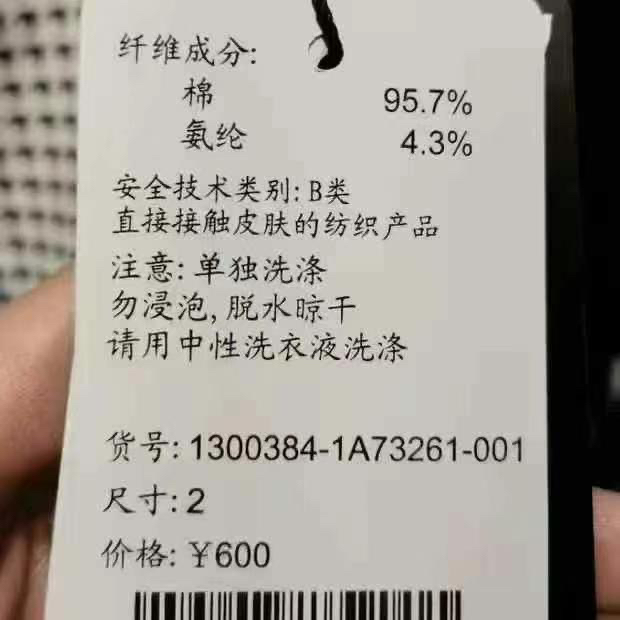 纤维成分:
棉 95.7%
氨纶 4.3%
安全技术类别: B类
直接接触皮肤的纺织产品
注意: 单独洗涤
勿浸泡, 脱水晾干
请用中性洗衣液洗涤
货号: 1300384-1A73261-001
尺寸: 2
价格: ¥600